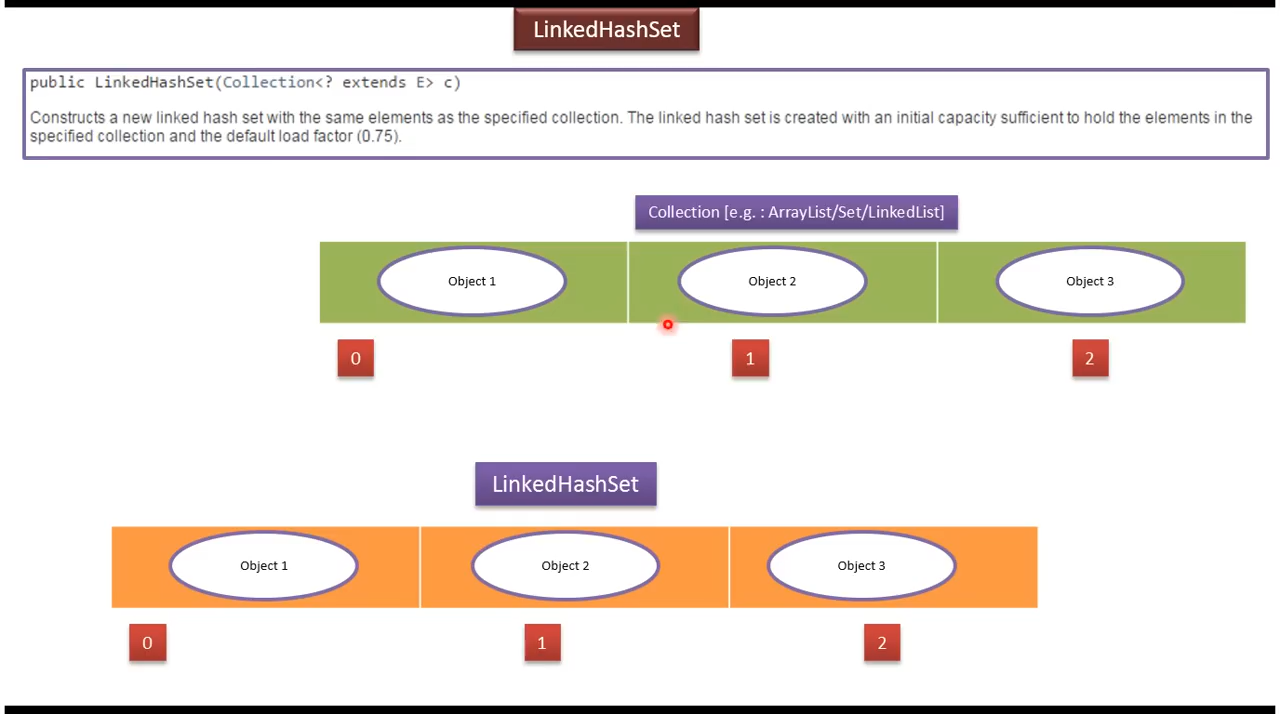 LinkedHashSet
public LinkedHashSet(Collection<? extends E> c)
Constructs a new linked hash set with the same elements as the specified collection. The linked hash set is created with an initial capacity sufficient to hold the elements in the
specified collection and the default load factor (0.75).
Collection [e.g. : ArrayList/Set/LinkedList]
Object 1
Object 2
Object 3
0
1
2
LinkedHashSet
Object 1
Object 2
Object 3
0
1
2